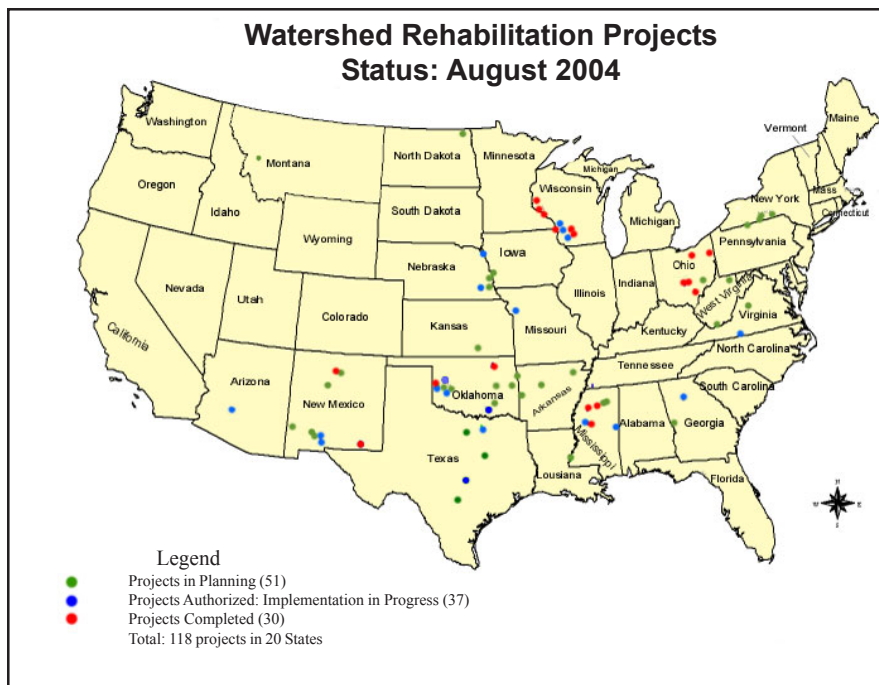 Watershed Rehabilitation Projects
Status: August 2004
Washington
Montana
North Dakota
Minnesota
Michigan
Vermont
Maine
Oregon
Idaho
South Dakota
Wisconsin
Michigan
New York
Mass
Connecticut
Wyoming
Iowa
Pennsylvania
Nebraska
Nevada
Utah
Colorado
Illinois
Indiana
Ohio
West Virginia
Virginia
California
Kansas
Missouri
Kentucky
North Carolina
Tennessee
Arizona
New Mexico
Oklahoma
Arkansas
South Carolina
Mississippi
Alabama
Georgia
Texas
Lousiana
Florida
N
W
E
S
Legend
Projects in Planning (51)
Projects Authorized: Implementation in Progress (37)
Projects Completed (30)
Total: 118 projects in 20 States